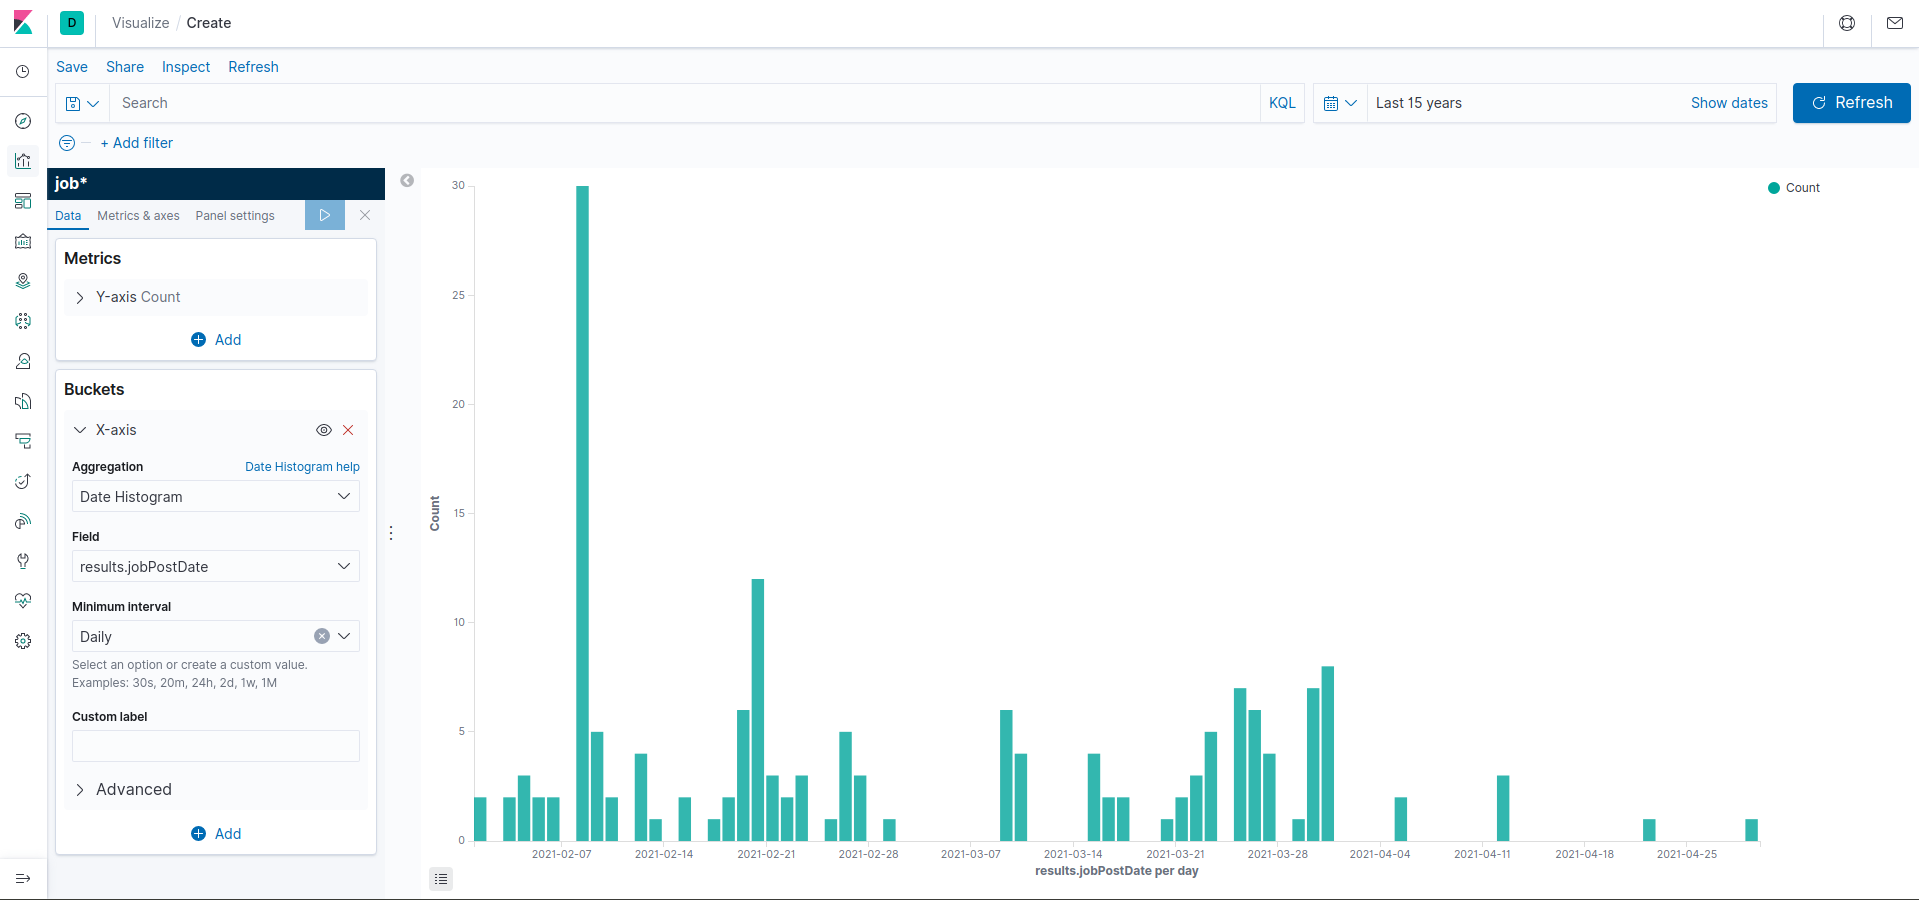 D Visualize / Create
Save Share Inspect Refresh
Search KQL Last 15 years Show dates Refresh
+ Add filter
job*
Data Metrics & axes Panel settings
Metrics
Y-axis Count
Add
Buckets
X-axis
Aggregation Date Histogram help
Date Histogram
Field
results.jobPostDate
Minimum interval
Daily
Select an option or create a custom value.
Examples: 30s, 20m, 24h, 2d, 1w, 1M
Custom label
Advanced
Add
Count
30
25
20
15
10
5
0
Count
2021-02-07 2021-02-14 2021-02-21 2021-02-28 2021-03-07 2021-03-14 2021-03-21 2021-03-28 2021-04-04 2021-04-11 2021-04-18 2021-04-25
results.jobPostDate per day